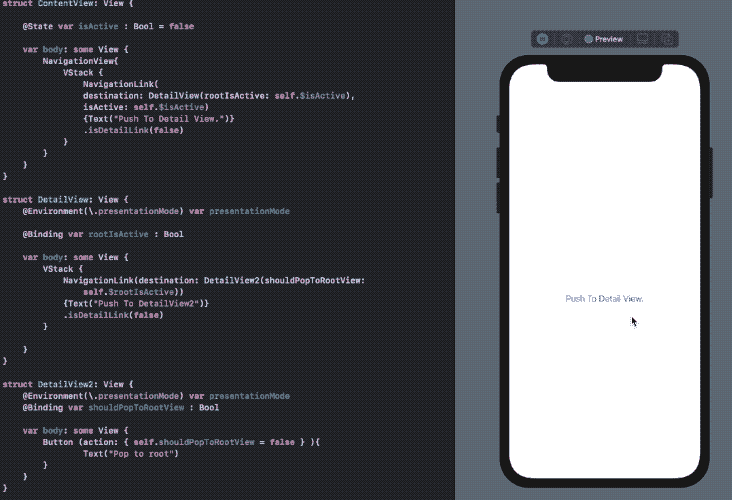 struct ContentView: View {
@State var isActive : Bool = false
var body: some View {
NavigationView{
VStack {
NavigationLink(
destination: DetailView(rootIsActive: self.$isActive),
isActive: self.$isActive)
{Text("Push To Detail View.")}
.isDetailLink(false)
}
}
}
}
struct DetailView: View {
@Environment(\.presentationMode) var presentationMode
@Binding var rootIsActive : Bool
var body: some View {
VStack {
NavigationLink(destination: DetailView2(shouldPopToRootView:
self.$rootIsActive))
{Text("Push To DetailView2")}
.isDetailLink(false)
}
}
}
struct DetailView2: View {
@Environment(\.presentationMode) var presentationMode
@Binding var shouldPopToRootView : Bool
var body: some View {
Button (action: { self.shouldPopToRootView = false } ){
Text("Pop to root")
}
}
}
Preview
Push To Detail View.